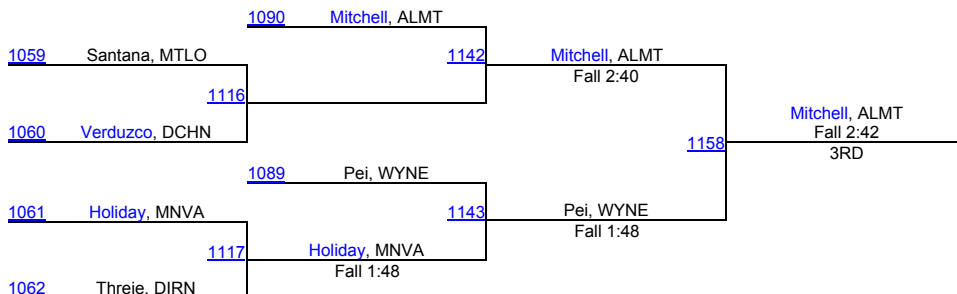 1090 Mitchell, ALMT
1059 Santana, MTLO
1142 Mitchell, ALMT
Fall 2:40
1116
Mitchell, ALMT
1060 Verduzco, DCHN
Fall 2:42
1158
3RD
1089 Pei, WYNE
1061 Holiday, MNVA
1143 Pei, WYNE
Fall 1:48
1117 Holiday, MNVA
Fall 1:48
1062 Threje, DIRN